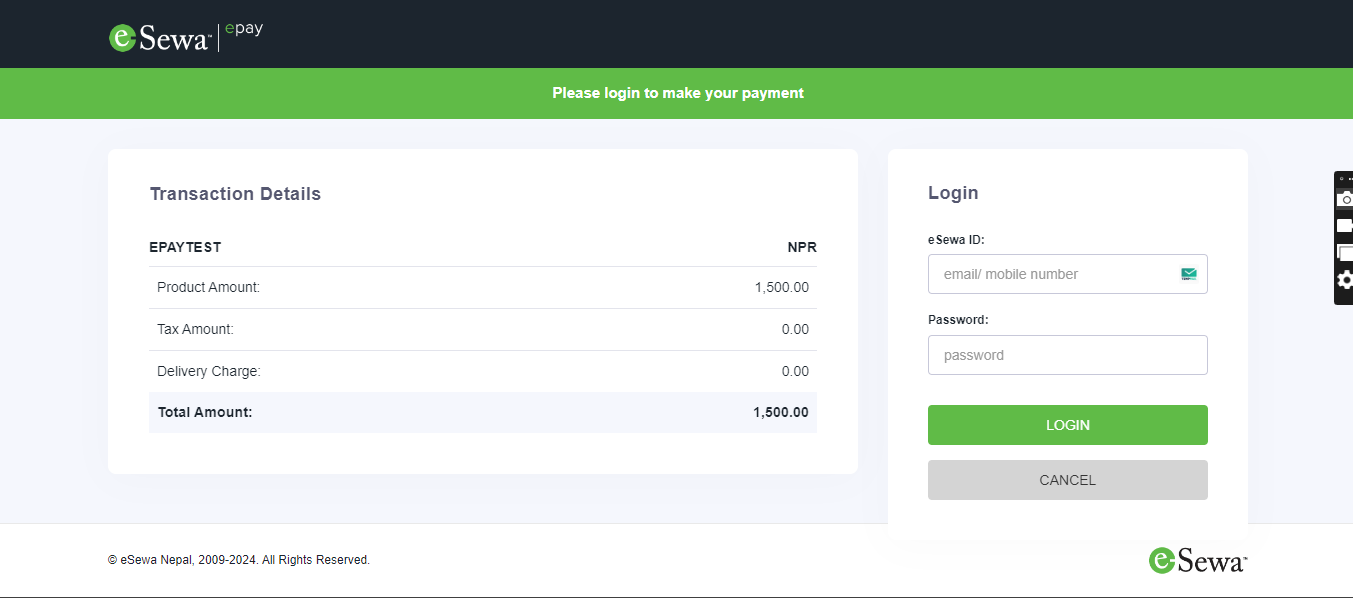 eSewa™ epay
Please login to make your payment
Transaction Details
EPAYTEST NPR
Product Amount: 1,500.00
Tax Amount: 0.00
Delivery Charge: 0.00
Total Amount: 1,500.00
Login
eSewa ID:
email/ mobile number
Password:
password
LOGIN
CANCEL
© eSewa Nepal, 2009-2024. All Rights Reserved.
eSewa™